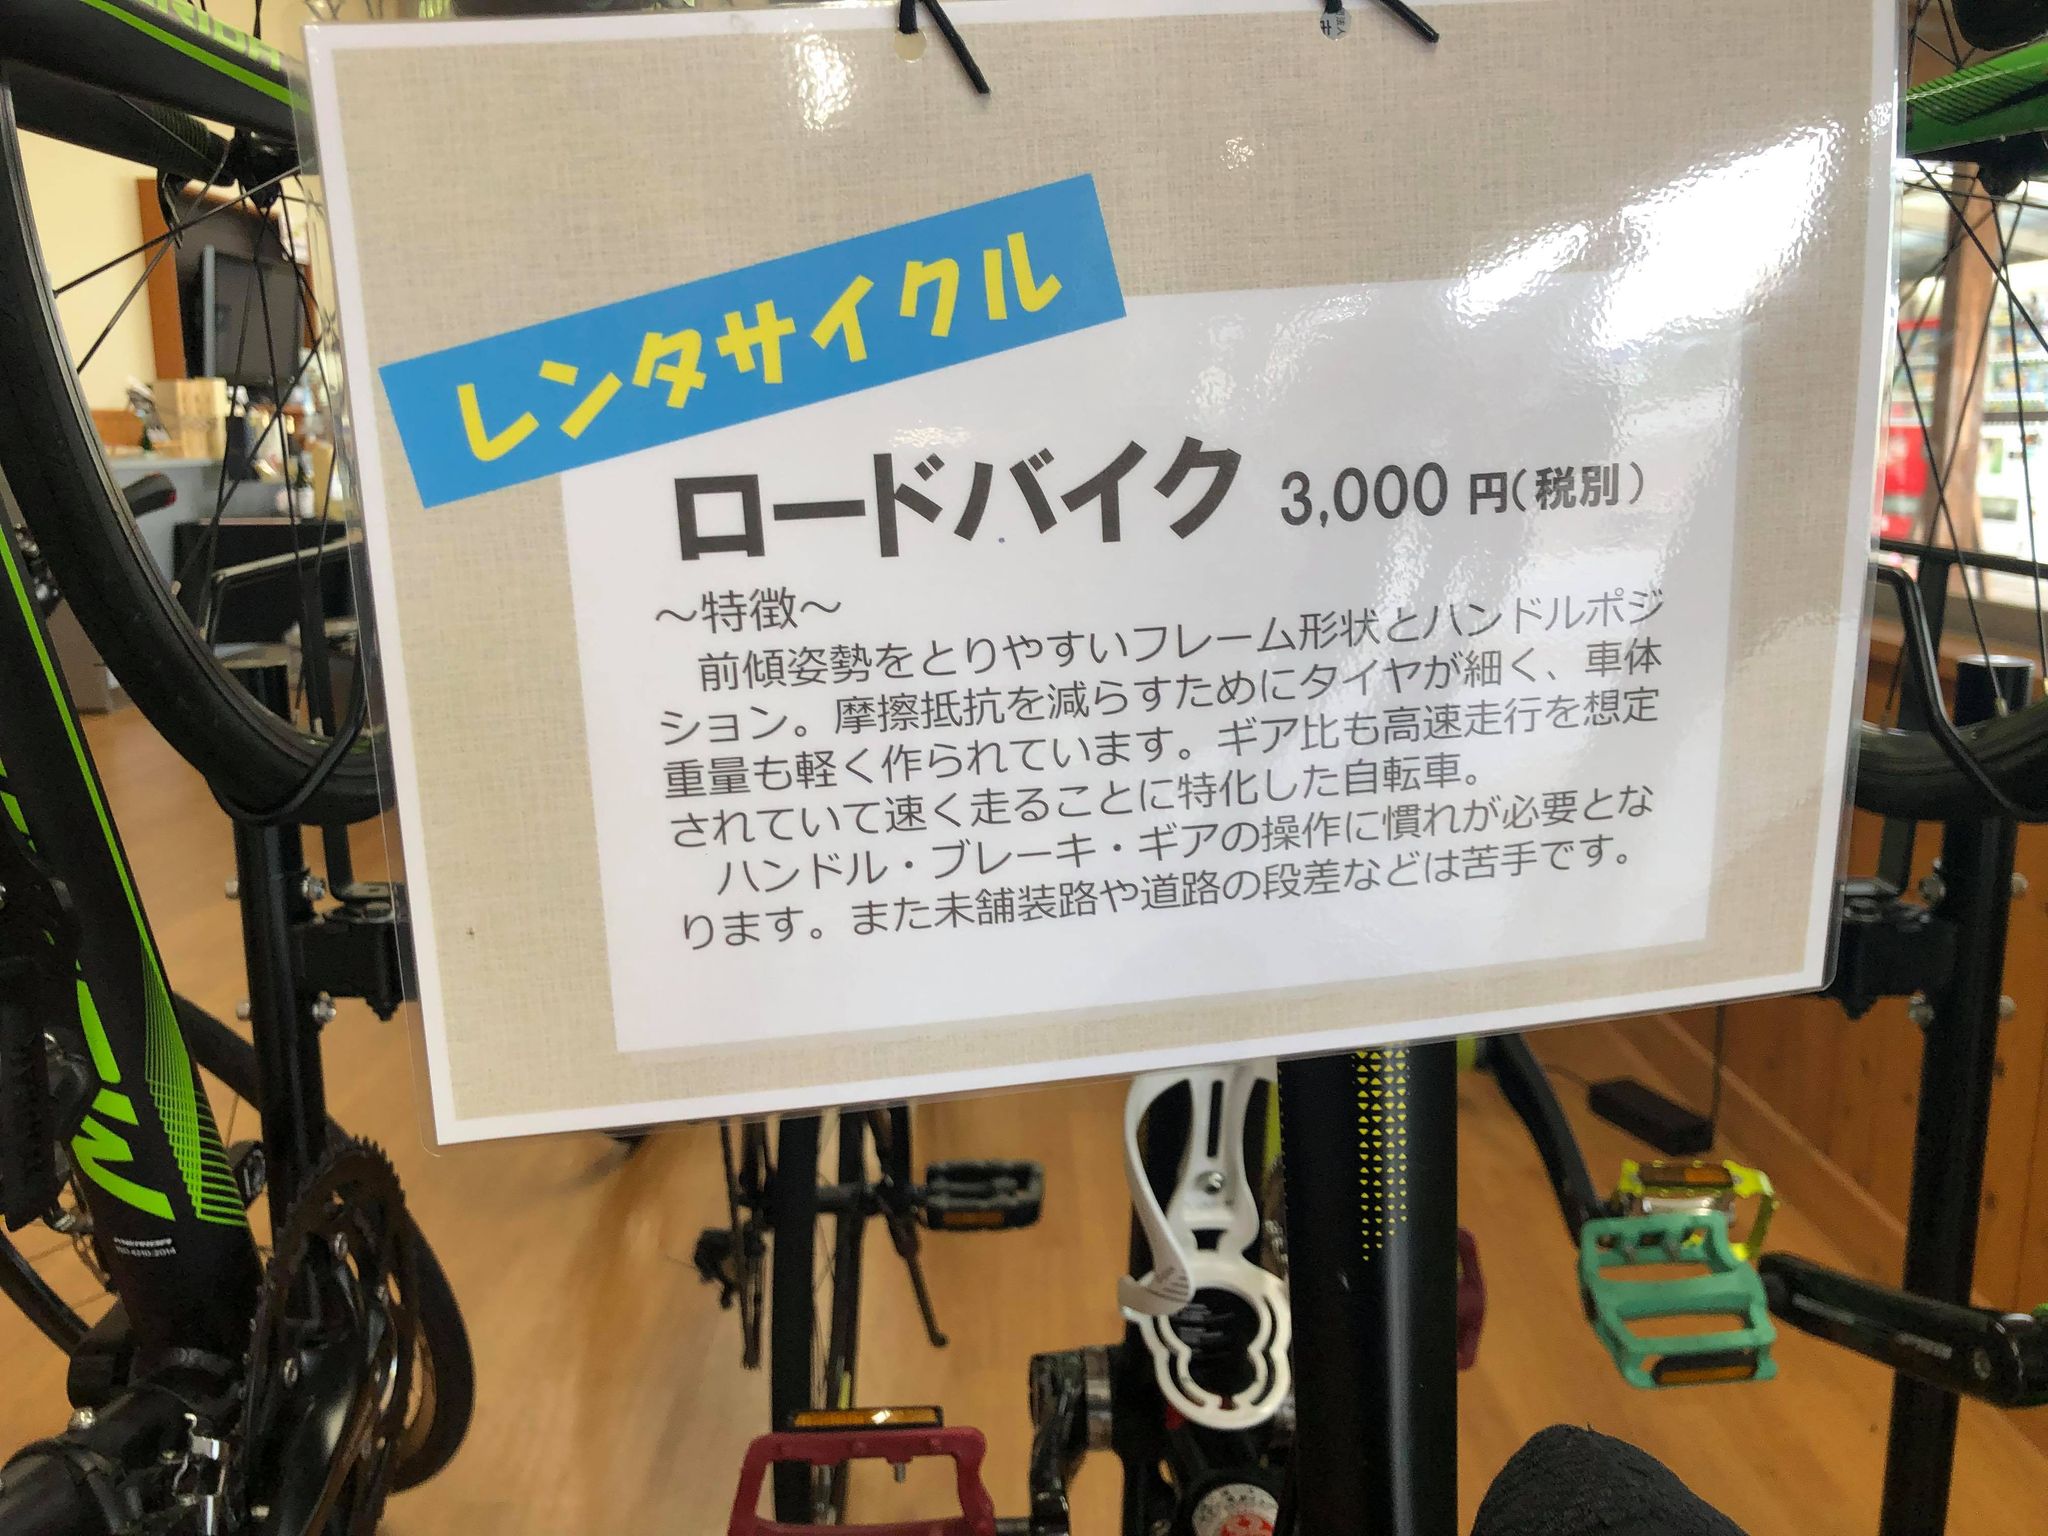 レンタサイクル
ロードバイク 3,000 円(税別)
~特徴~
前傾姿勢をとりやすいフレーム形状とハンドルポジ
ション。摩擦抵抗を減らすためにタイヤが細く、車体
重量も軽く作られています。ギア比も高速走行を想定
されていて速く走ることに特化した自転車。
ハンドル・ブレーキ・ギアの操作に慣れが必要とな
ります。また未舗装路や道路の段差などは苦手です。